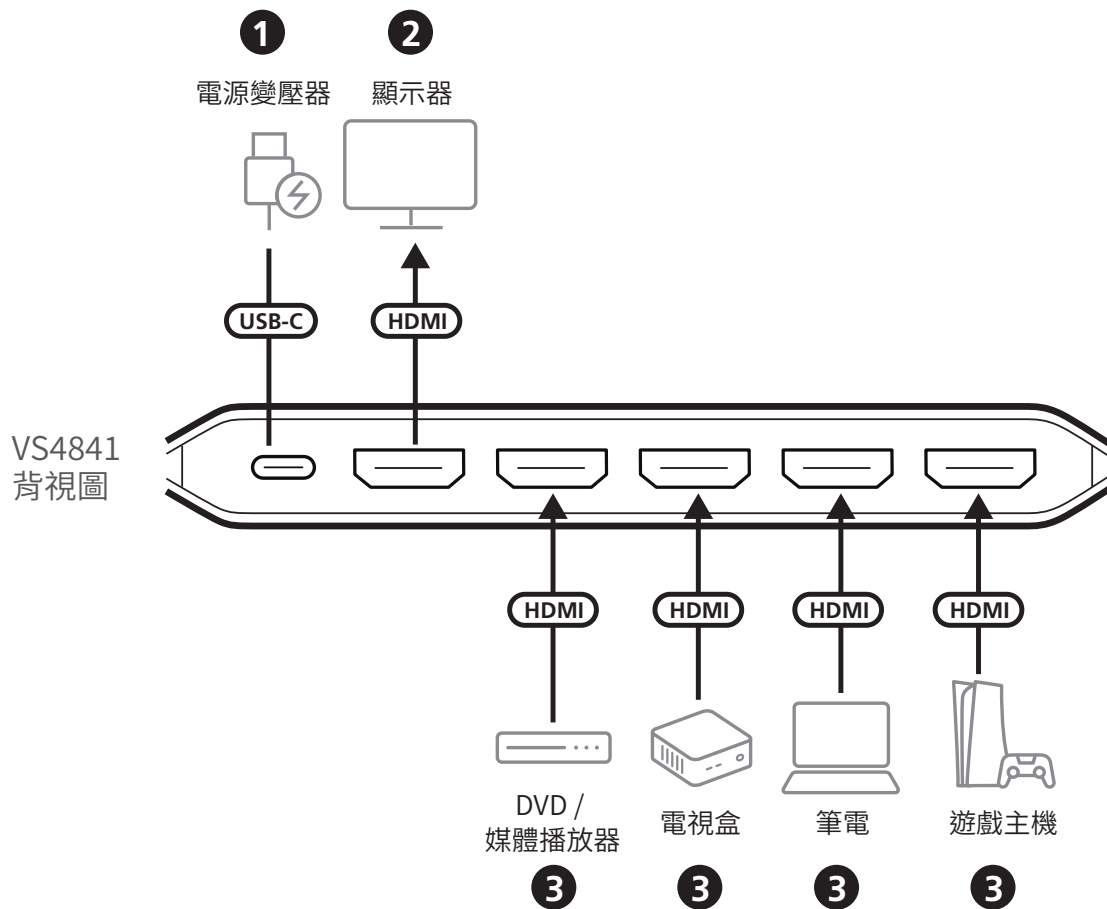 1 2
電源變壓器 顯示器
USB-C HDMI
VS4841
背視圖
HDMI HDMI HDMI HDMI
DVD /
媒體播放器
電視盒 筆電 遊戲主機
3 3 3 3